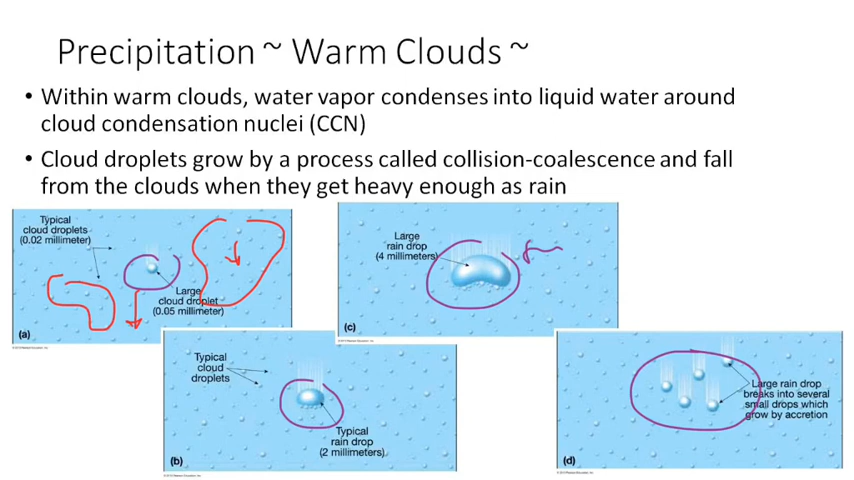 Precipitation ~ Warm Clouds ~
• Within warm clouds, water vapor condenses into liquid water around
cloud condensation nuclei (CCN)
• Cloud droplets grow by a process called collision-coalescence and fall
from the clouds when they get heavy enough as rain
Typical
cloud droplets
(0.02 millimeter)
Large
cloud droplet
(0.05 millimeter)
(a)
Large
rain drop
(4 millimeters)
(c)
Typical
cloud
droplets
Typical
rain drop
(2 millimeters)
(b)
Large rain drop
breaks into several
small drops which
grow by accretion
(d)